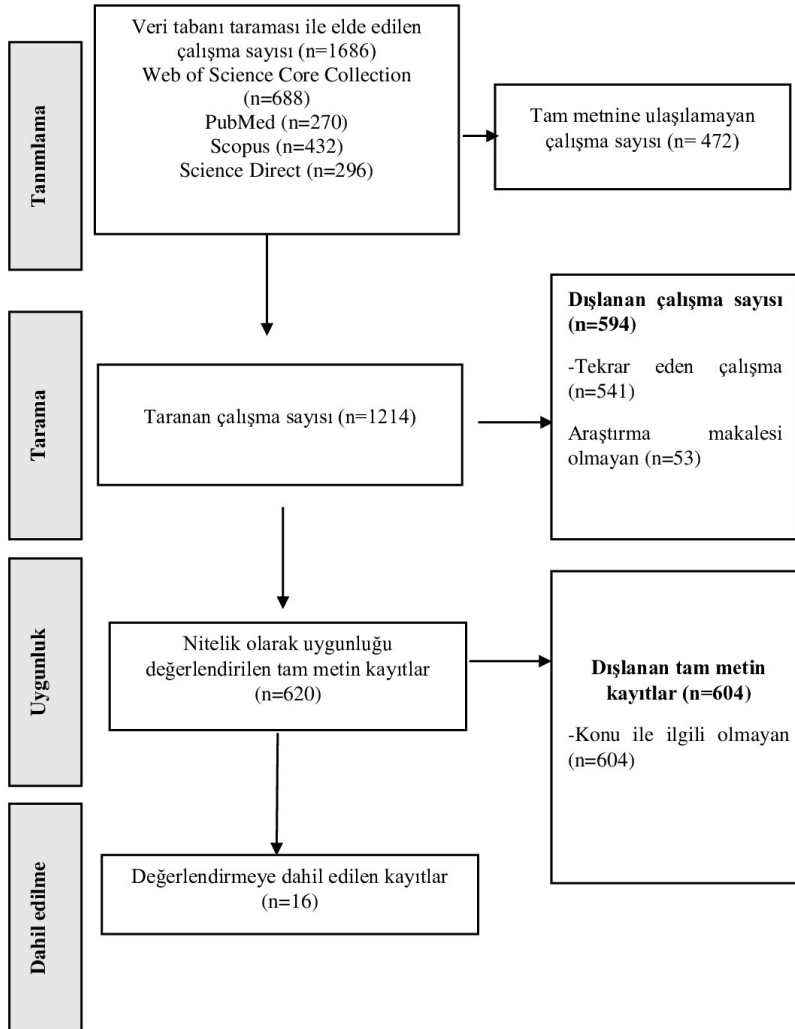 Tanımlama
Veri tabanı taraması ile elde edilen
çalışma sayısı (n=1686)
Web of Science Core Collection
(n=688)
PubMed (n=270)
Scopus (n=432)
Science Direct (n=296)
Tam metnine ulaşılamayan
çalışma sayısı (n= 472)
Tarama
Taranan çalışma sayısı (n=1214)
Dışlanan çalışma sayısı
(n=594)
-Tekrar eden çalışma
(n=541)
Araştırma makalesi
olmayan (n=53)
Uygunluk
Nitelik olarak uygunluğu
değerlendirilen tam metin kayıtlar
(n=620)
Dışlanan tam metin
kayıtlar (n=604)
-Konu ile ilgili olmayan
(n=604)
Dahil edilme
Değerlendirmeye dahil edilen kayıtlar
(n=16)